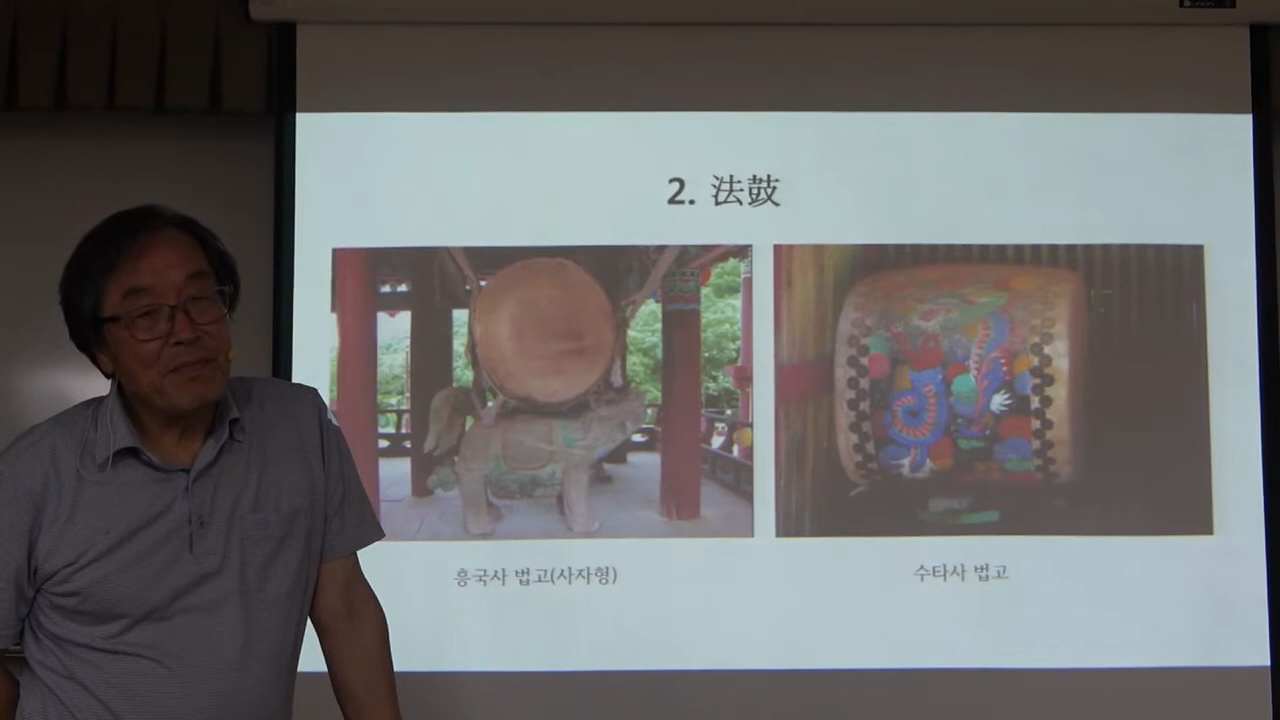 2. 法鼓
흥국사 법고(사자형)
수타사 법고